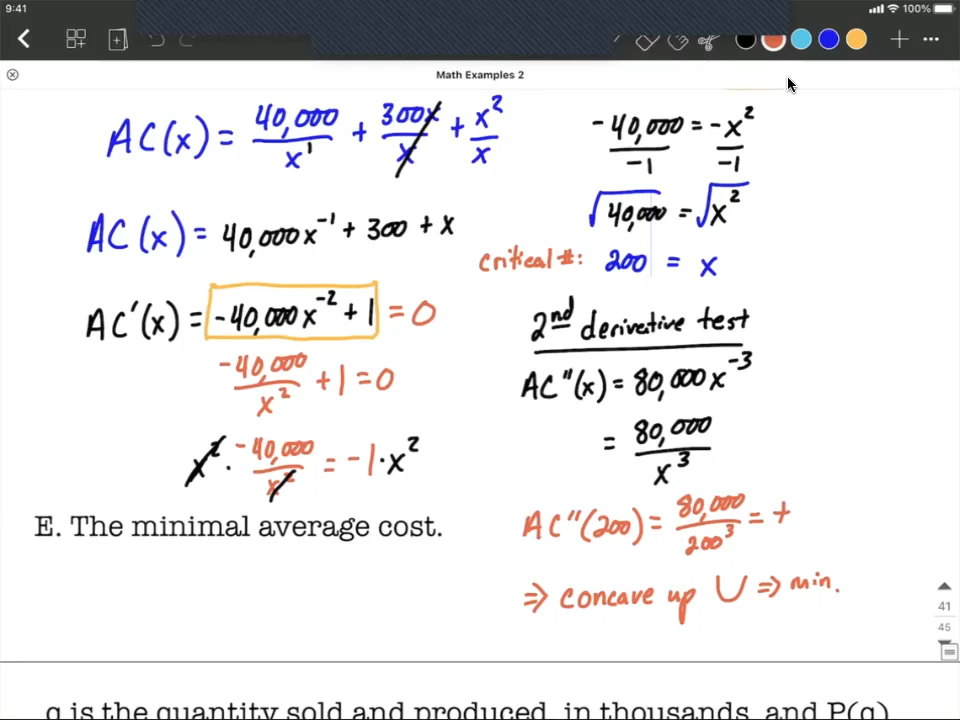 9:41
100%
Math Examples 2
AC(x) = 40,000/x¹ + 300x/x + x²/x
AC(x) = 40,000x⁻¹ + 300 + x
AC'(x) = -40,000x⁻² + 1 = 0
-40,000/x² + 1 = 0
x² · -40,000/x² = -1 · x²
E. The minimal average cost.
-40,000/-1 = -x²/-1
√40,000 = √x²
critical #: 200 = x
2nd derivative test
AC"(x) = 80,000x⁻³
= 80,000/x³
AC"(200) = 80,000/200³ = +
⇒ concave up ∪ ⇒ min.
41
45
q is the quantity sold and produced, in thousands, and P(q)